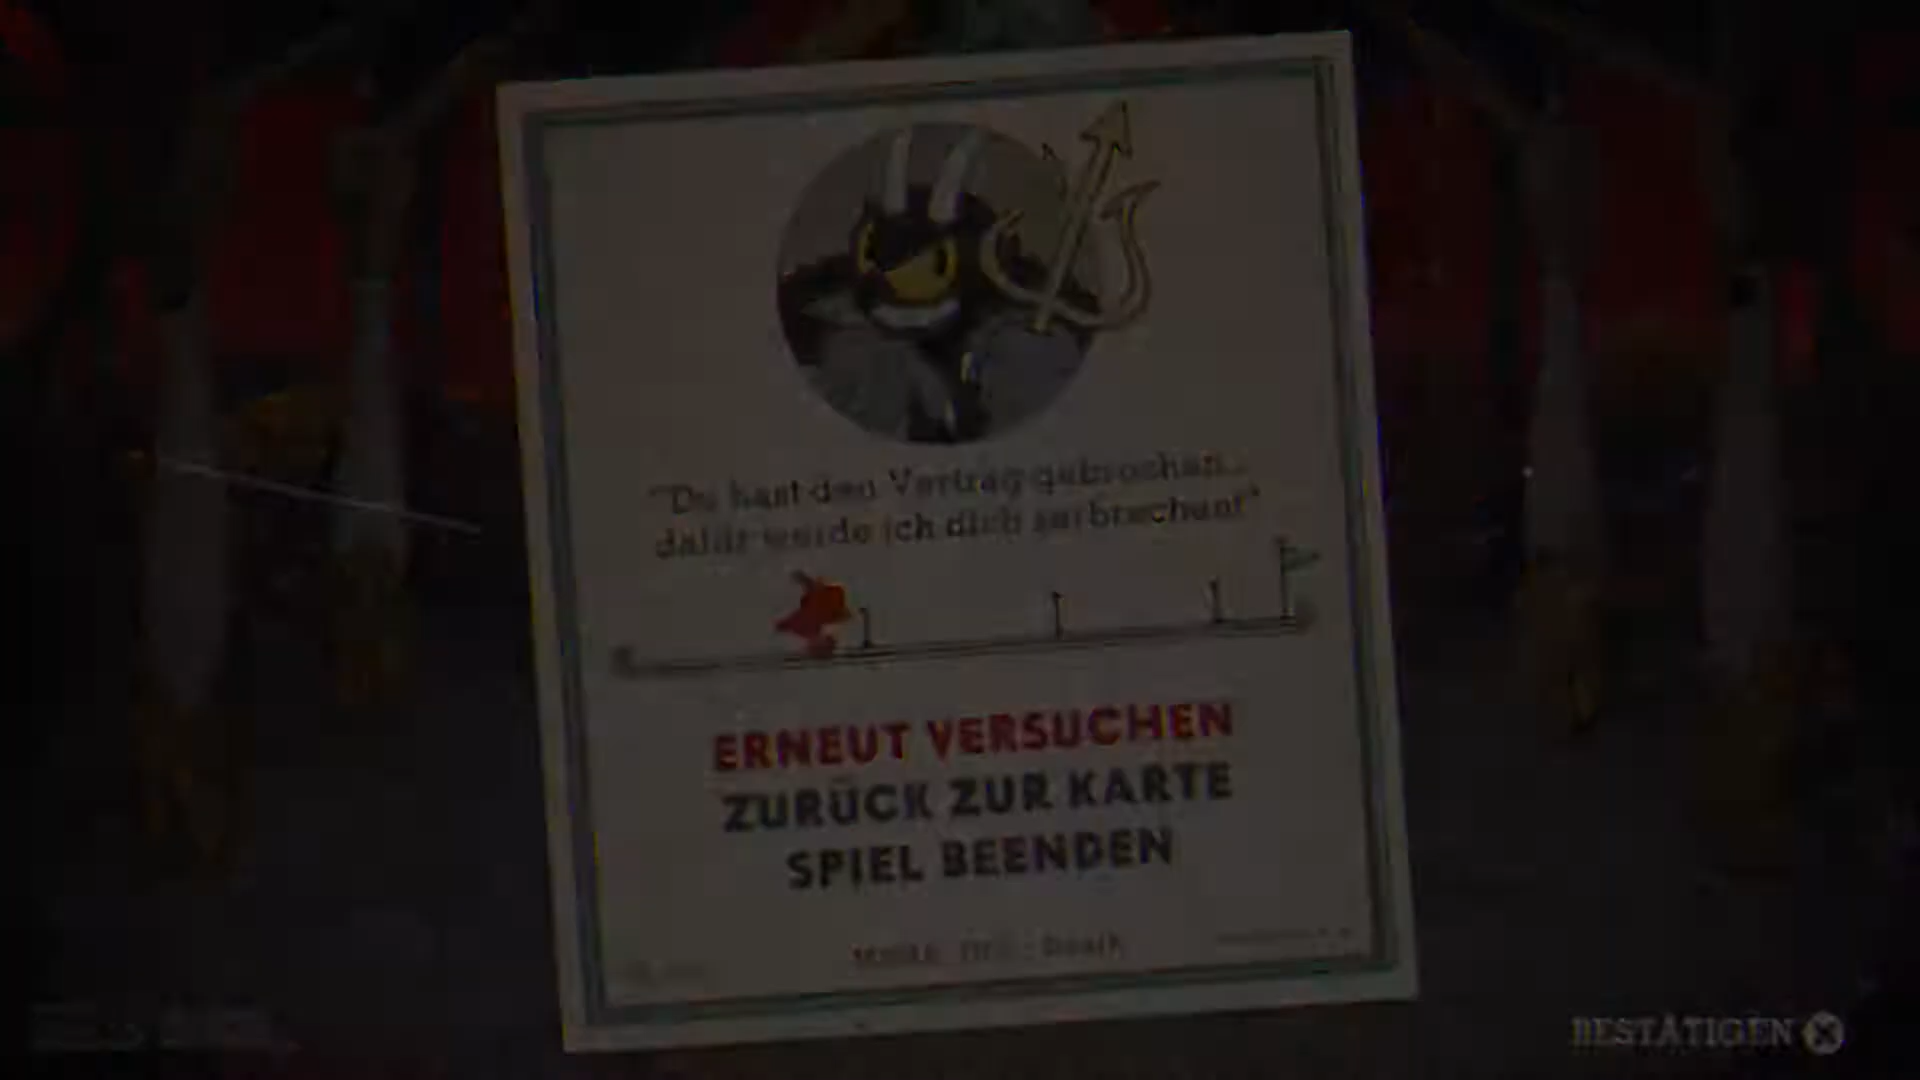 "Du hast den Vertrag gebrochen...
dafür werde ich dich zerbrechen!"
ERNEUT VERSUCHEN
ZURÜCK ZUR KARTE
SPIEL BEENDEN
BESTÄTIGEN